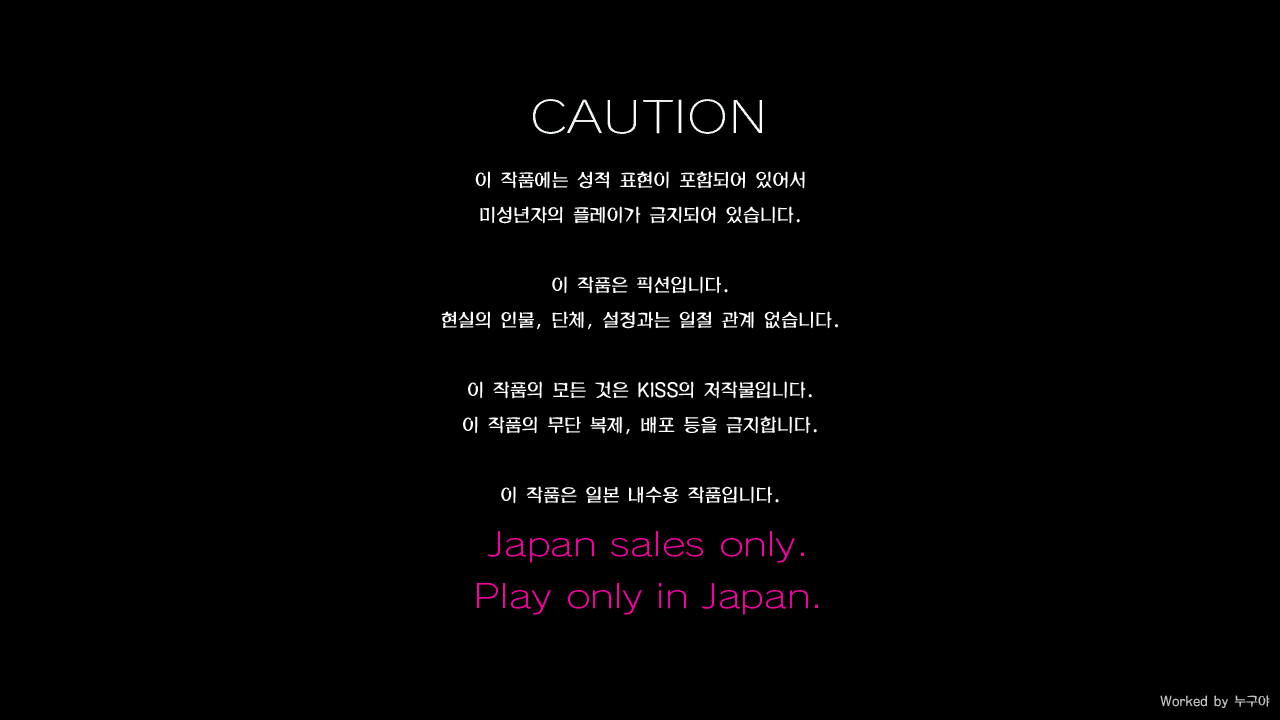 CAUTION
이 작품에는 성적 표현이 포함되어 있어서
미성년자의 플레이가 금지되어 있습니다.
이 작품은 픽션입니다.
현실의 인물, 단체, 설정과는 일절 관계 없습니다.
이 작품의 모든 것은 KISS의 저작물입니다.
이 작품의 무단 복제, 배포 등을 금지합니다.
이 작품은 일본 내수용 작품입니다.
Japan sales only.
Play only in Japan.
Worked by 누구야